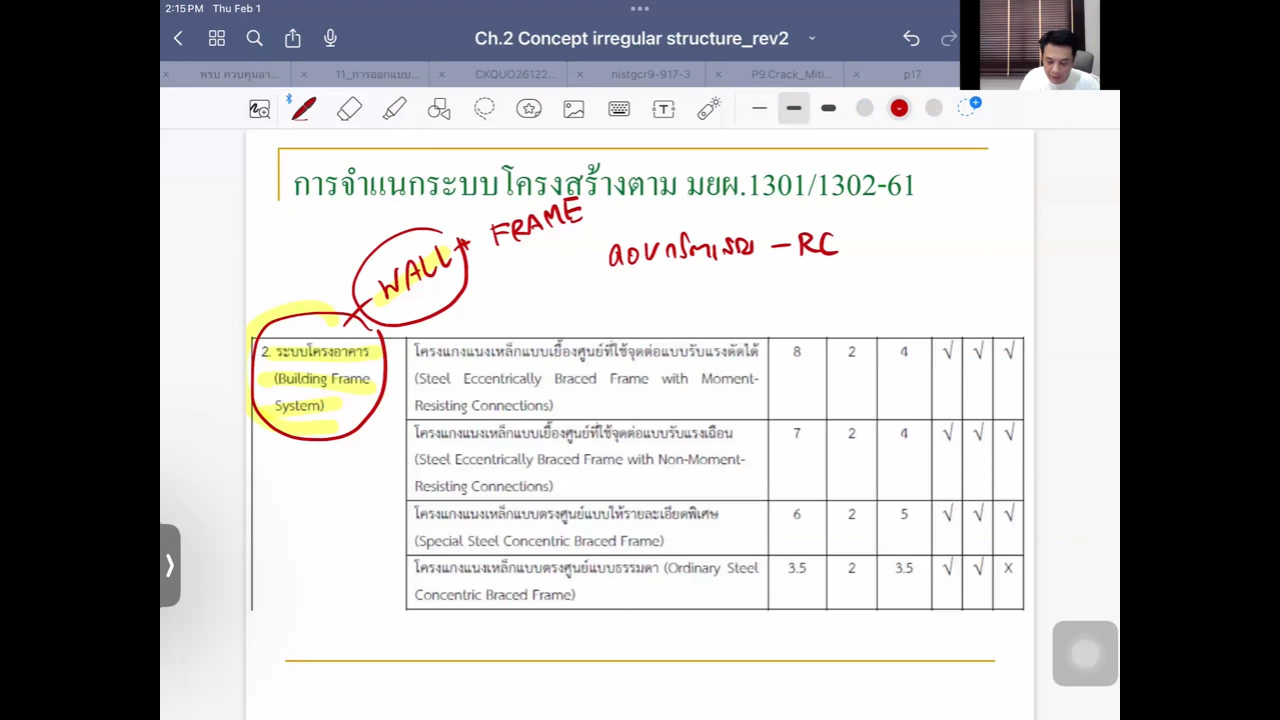 2:15 PM Thu Feb 1
Ch.2 Concept irregular structure_rev2
พรบ ควบคุมอา... 11_การออกแบบ... CKQUO26122... nistgcr9-917-3 P9.Crack_Miti... p17
การจำแนกระบบโครงสร้างตาม มยผ.1301/1302-61
WALL + FRAME
- RC
2. ระบบโครงอาคาร
(Building Frame
System)
โครงแกงแนงเหล็กแบบเยื้องศูนย์ที่ใช้จุดต่อแบบรับแรงดัดได้ 8 2 4 √ √ √
(Steel Eccentrically Braced Frame with Moment-
Resisting Connections)
โครงแกงแนงเหล็กแบบเยื้องศูนย์ที่ใช้จุดต่อแบบรับแรงเฉือน 7 2 4 √ √ √
(Steel Eccentrically Braced Frame with Non-Moment-
Resisting Connections)
โครงแกงแนงเหล็กแบบตรงศูนย์แบบให้รายละเอียดพิเศษ 6 2 5 √ √ √
(Special Steel Concentric Braced Frame)
โครงแกงแนงเหล็กแบบตรงศูนย์แบบธรรมดา (Ordinary Steel 3.5 2 3.5 √ √ X
Concentric Braced Frame)